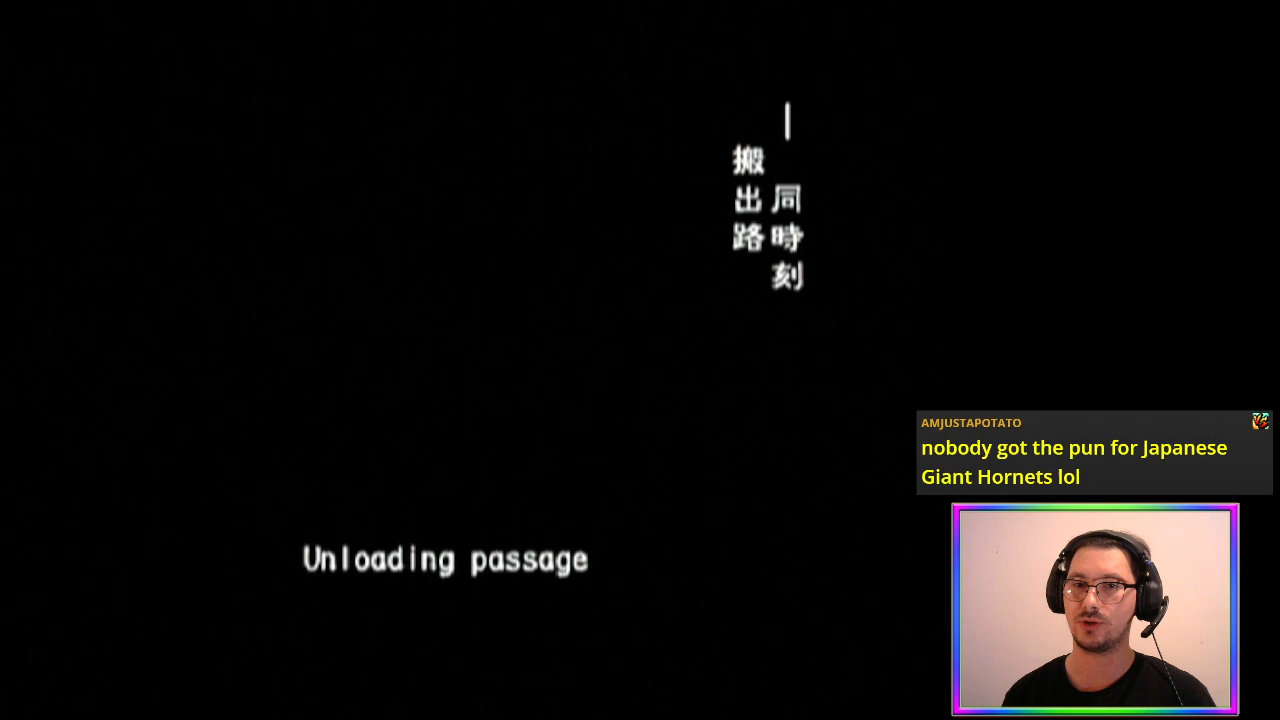 ―同時刻
搬出路
Unloading passage
AMJUSTAPOTATO
nobody got the pun for Japanese
Giant Hornets lol